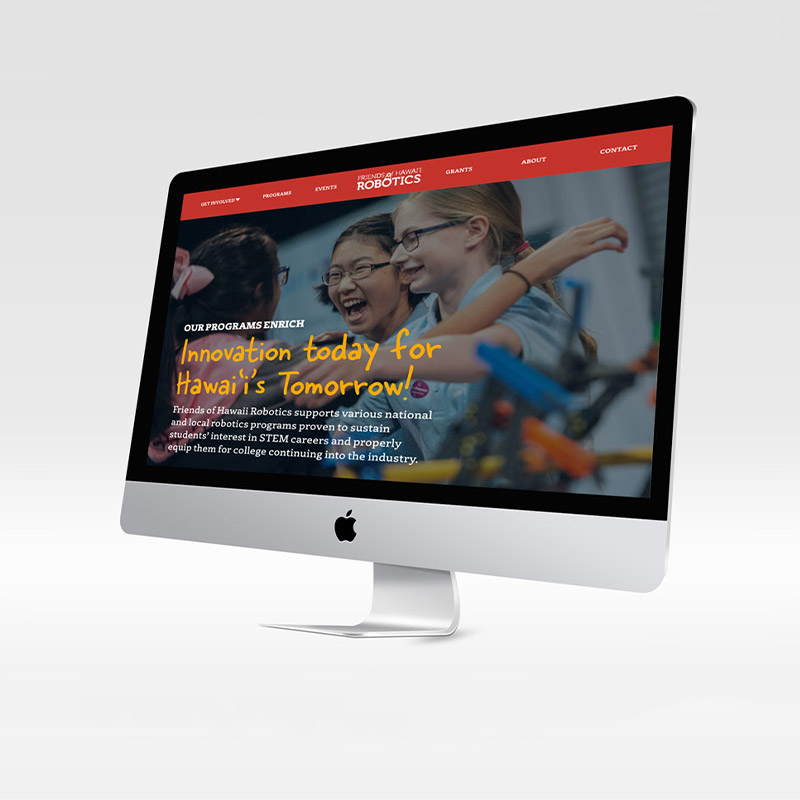 GET INVOLVED
PROGRAMS
EVENTS
FRIENDS of HAWAII
ROBOTICS
GRANTS
ABOUT
CONTACT
OUR PROGRAMS ENRICH
Innovation today for
Hawai‘i’s Tomorrow!
Friends of Hawaii Robotics supports various national
and local robotics programs proven to sustain
students’ interest in STEM careers and properly
equip them for college continuing into the industry.